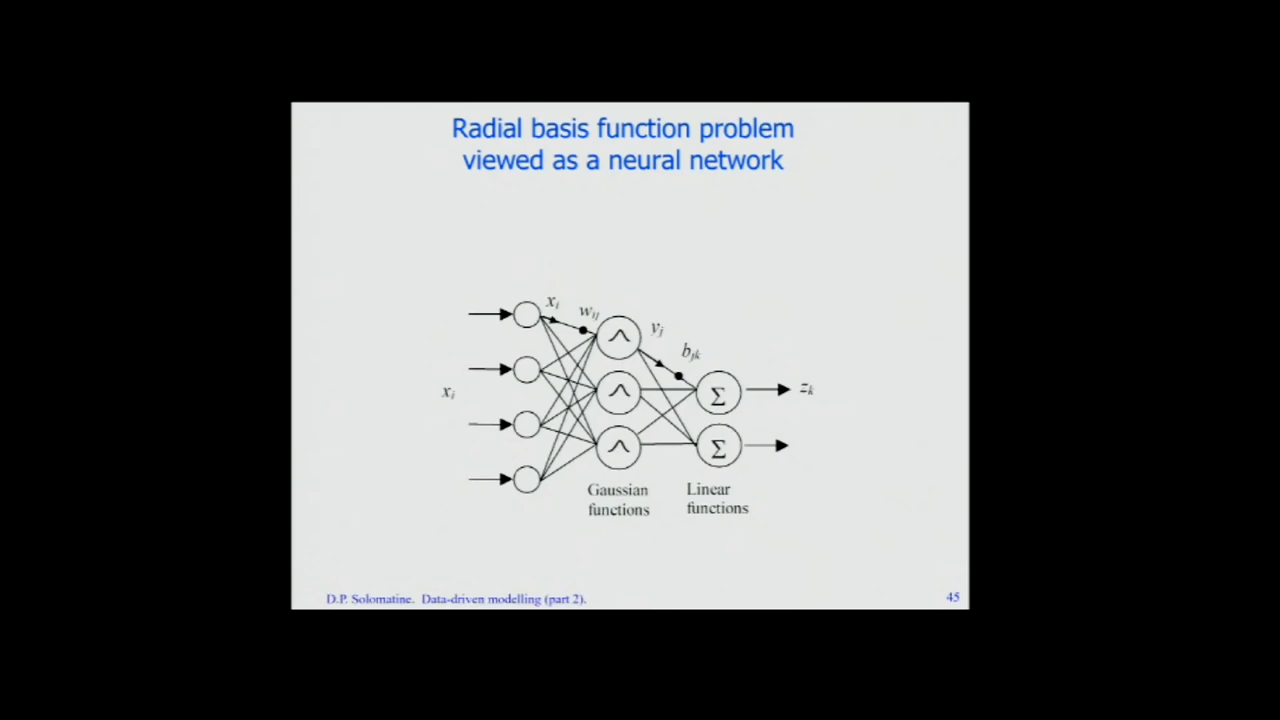 Radial basis function problem
viewed as a neural network
xi
wij
yj
bjk
xi
Σ
zk
Σ
Gaussian
functions
Linear
functions
D.P. Solomatine. Data-driven modelling (part 2).
45